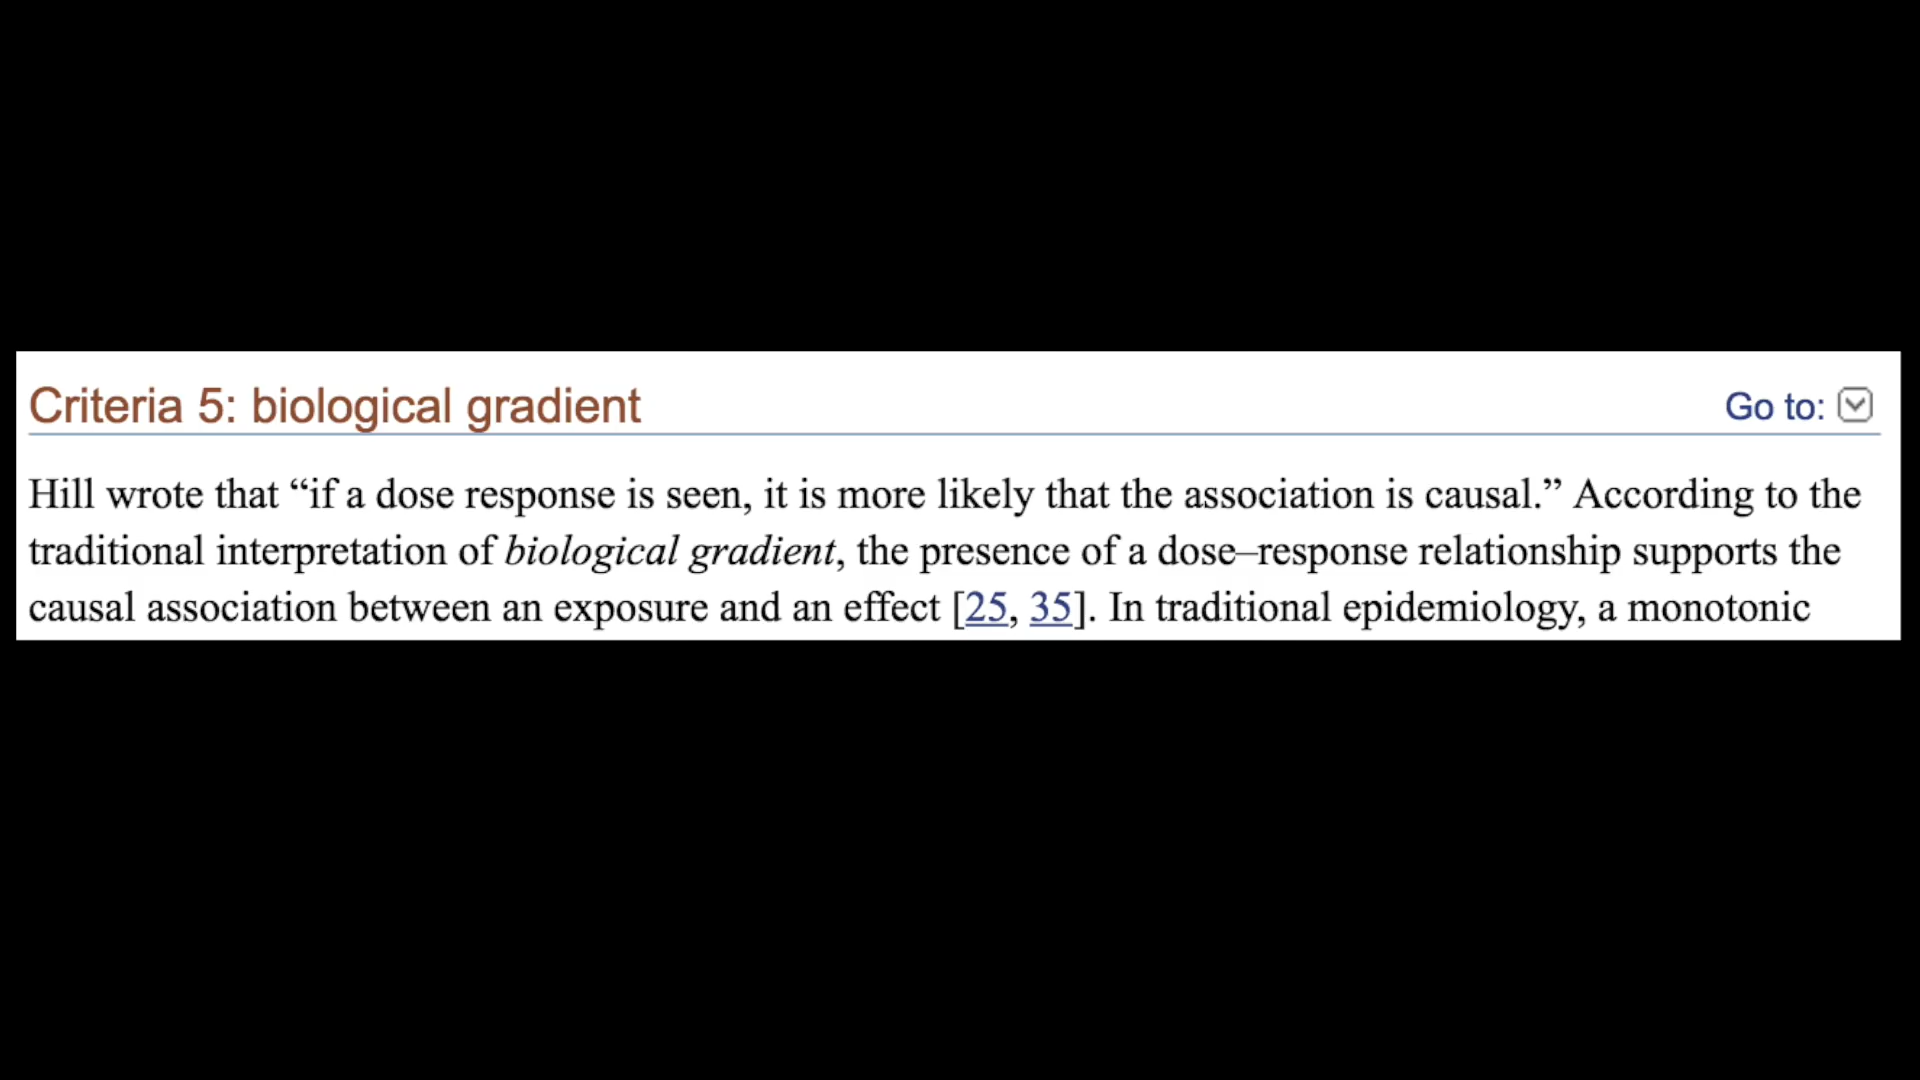 Criteria 5: biological gradient
Go to:
Hill wrote that “if a dose response is seen, it is more likely that the association is causal.” According to the
traditional interpretation of biological gradient, the presence of a dose–response relationship supports the
causal association between an exposure and an effect [25, 35]. In traditional epidemiology, a monotonic